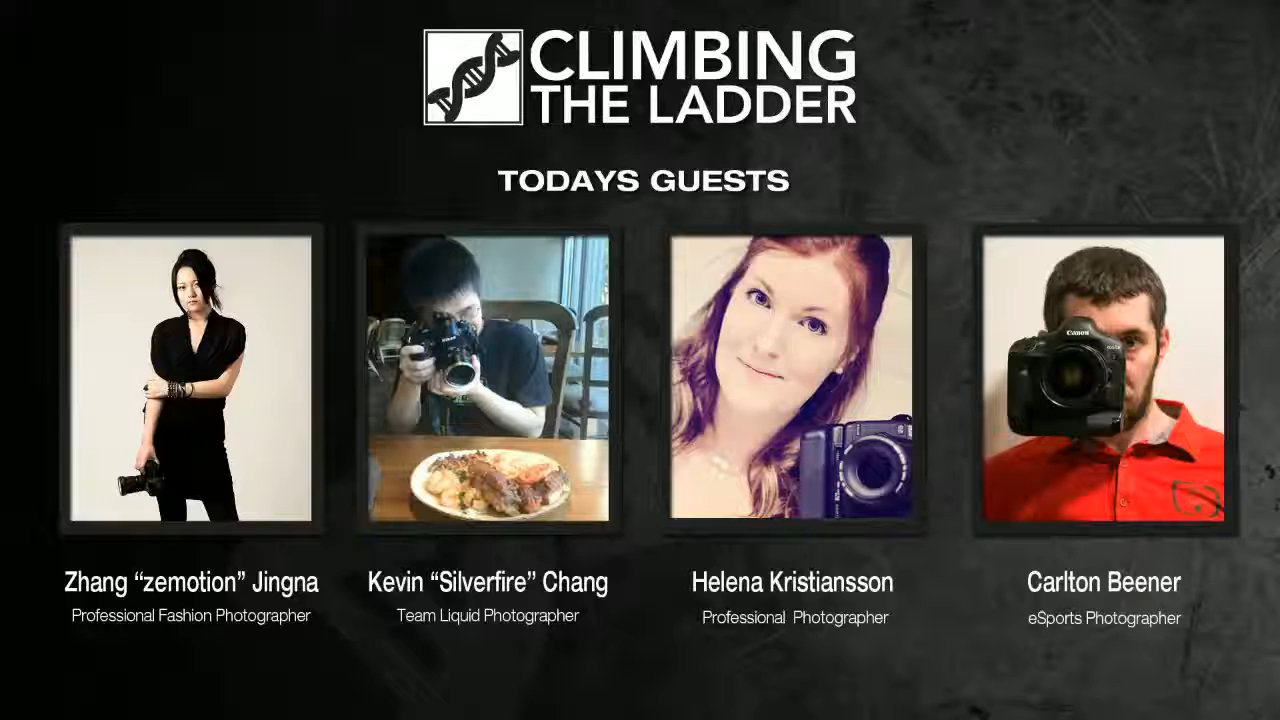 CLIMBING
THE LADDER
TODAYS GUESTS
Canon
Zhang “zemotion” Jingna
Kevin “Silverfire” Chang
Helena Kristiansson
Carlton Beener
Professional Fashion Photographer
Team Liquid Photographer
Professional Photographer
eSports Photographer